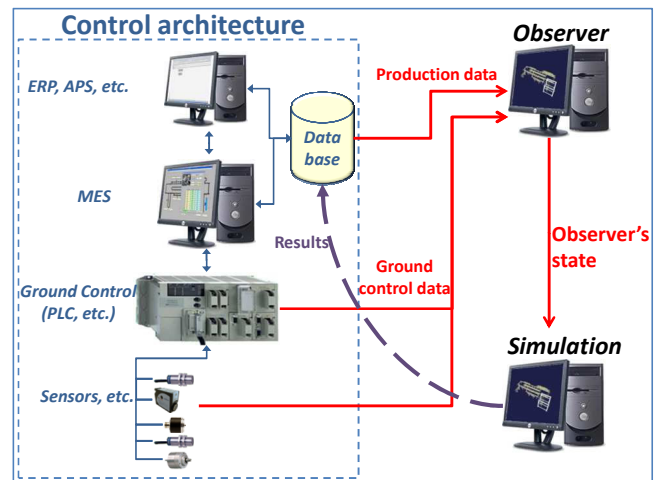 Control architecture
Observer
ERP, APS, etc.
Production data
Data
base
MES
Results
Observer's
state
Ground
control data
Ground Control
(PLC, etc.)
Simulation
Sensors, etc.